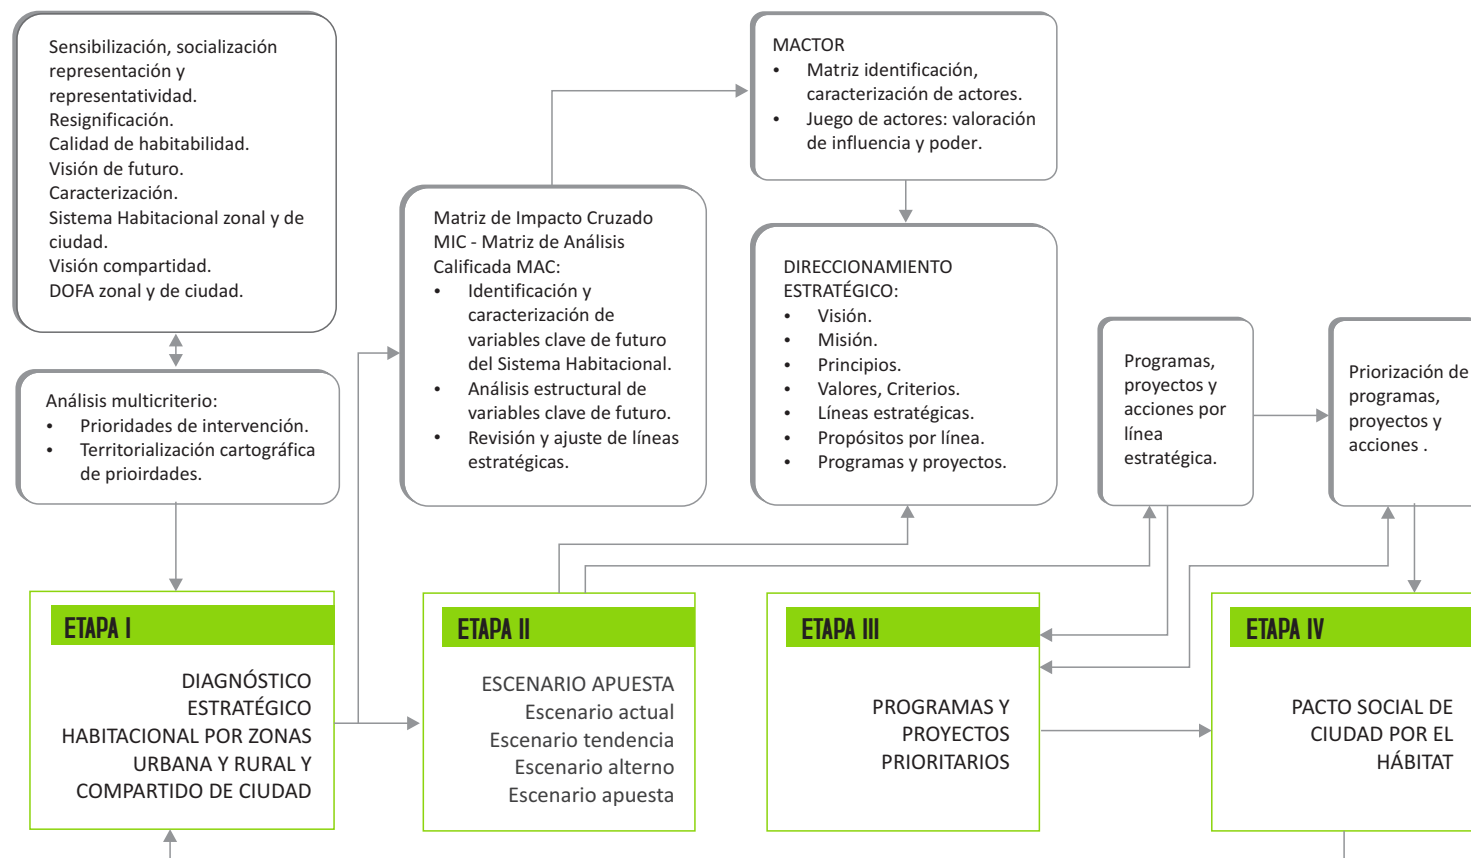 Sensibilización, socialización
representación y
representatividad.
Resignificación.
Calidad de habitabilidad.
Visión de futuro.
Caracterización.
Sistema Habitacional zonal y de
ciudad.
Visión compartidad.
DOFA zonal y de ciudad.
Análisis multicriterio:
• Prioridades de intervención.
• Territorialización cartográfica
de prioirdades.
Matriz de Impacto Cruzado
MIC - Matriz de Análisis
Calificada MAC:
• Identificación y
caracterización de
variables clave de futuro
del Sistema Habitacional.
• Análisis estructural de
variables clave de futuro.
• Revisión y ajuste de líneas
estratégicas.
MACTOR
• Matriz identificación,
caracterización de actores.
• Juego de actores: valoración
de influencia y poder.
DIRECCIONAMIENTO
ESTRATÉGICO:
• Visión.
• Misión.
• Principios.
• Valores, Criterios.
• Líneas estratégicas.
• Propósitos por línea.
• Programas y proyectos.
Programas,
proyectos y
acciones por
línea
estratégica.
Priorización de
programas,
proyectos y
acciones .
ETAPA I
DIAGNÓSTICO
ESTRATÉGICO
HABITACIONAL POR ZONAS
URBANA Y RURAL Y
COMPARTIDO DE CIUDAD
ETAPA II
ESCENARIO APUESTA
Escenario actual
Escenario tendencia
Escenario alterno
Escenario apuesta
ETAPA III
PROGRAMAS Y
PROYECTOS
PRIORITARIOS
ETAPA IV
PACTO SOCIAL DE
CIUDAD POR EL
HÁBITAT